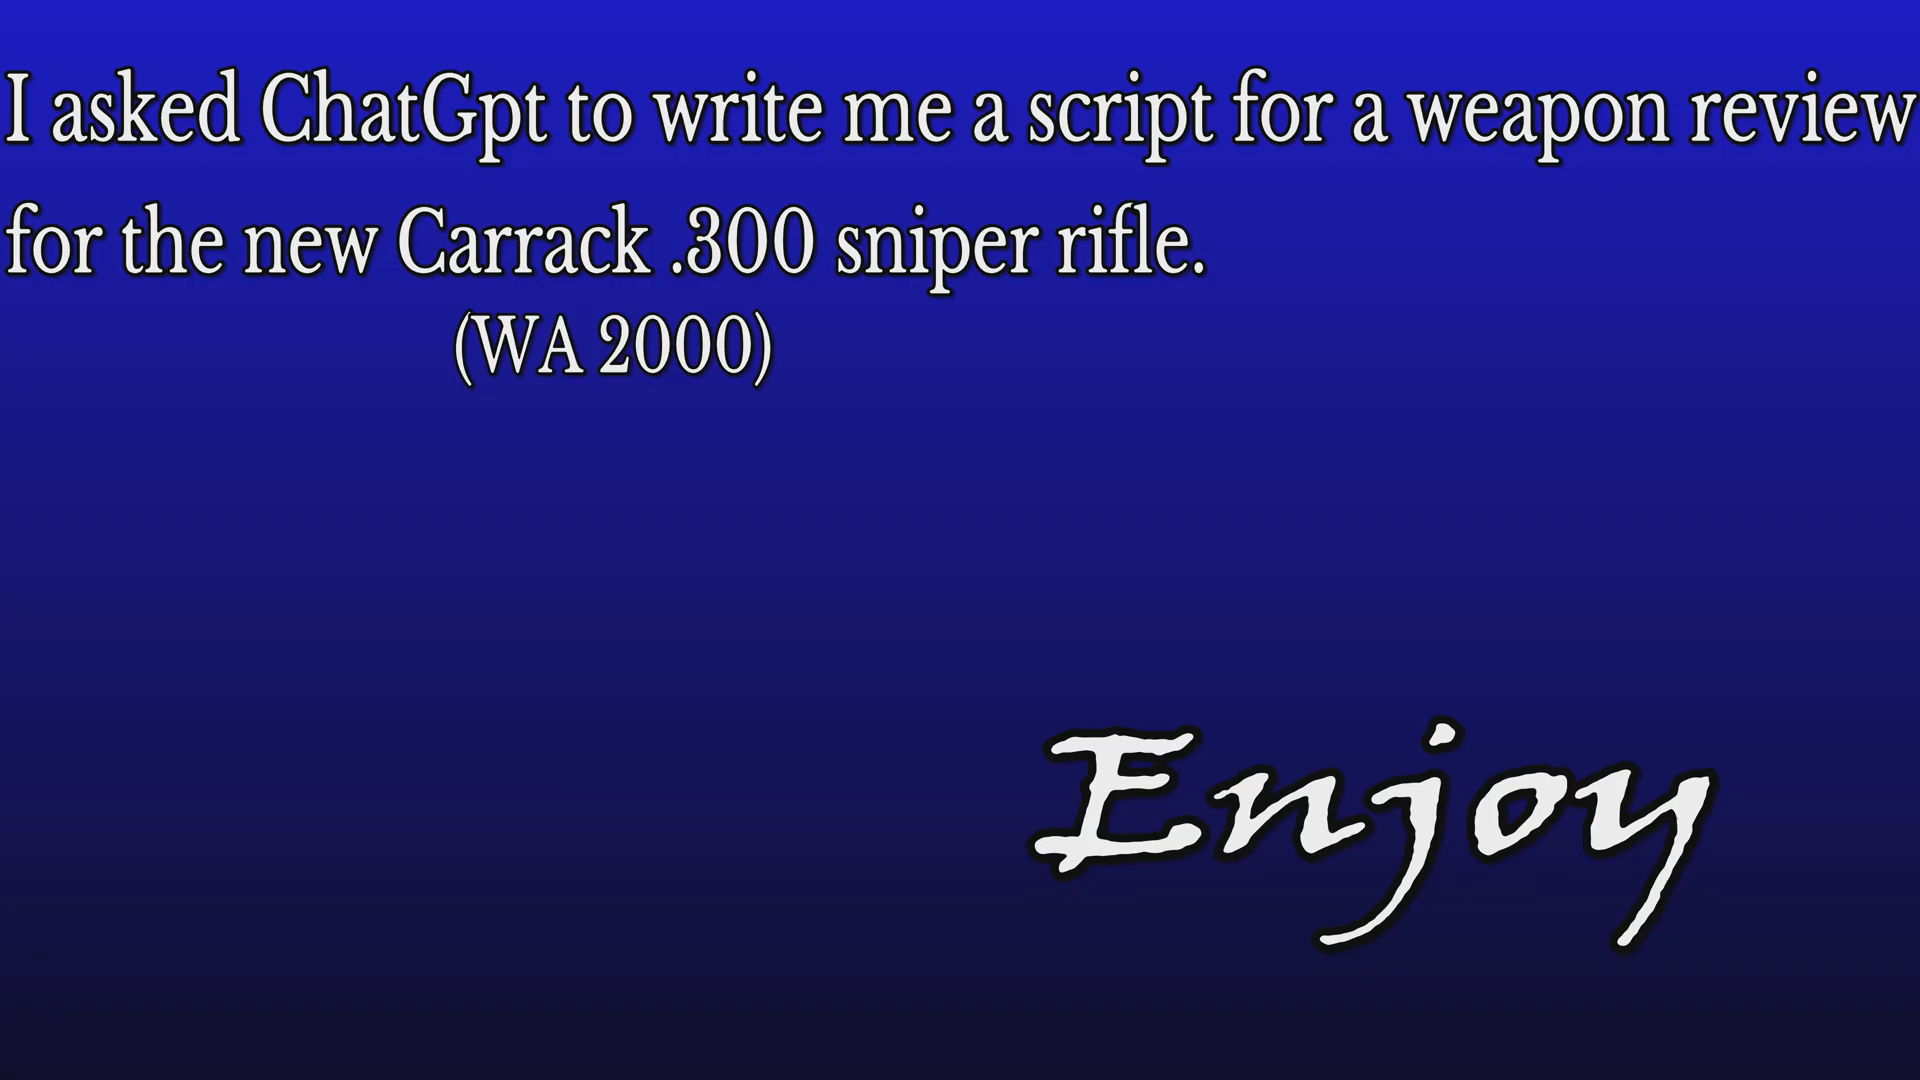 I asked ChatGpt to write me a script for a weapon review
for the new Carrack .300 sniper rifle.
(WA 2000)
Enjoy